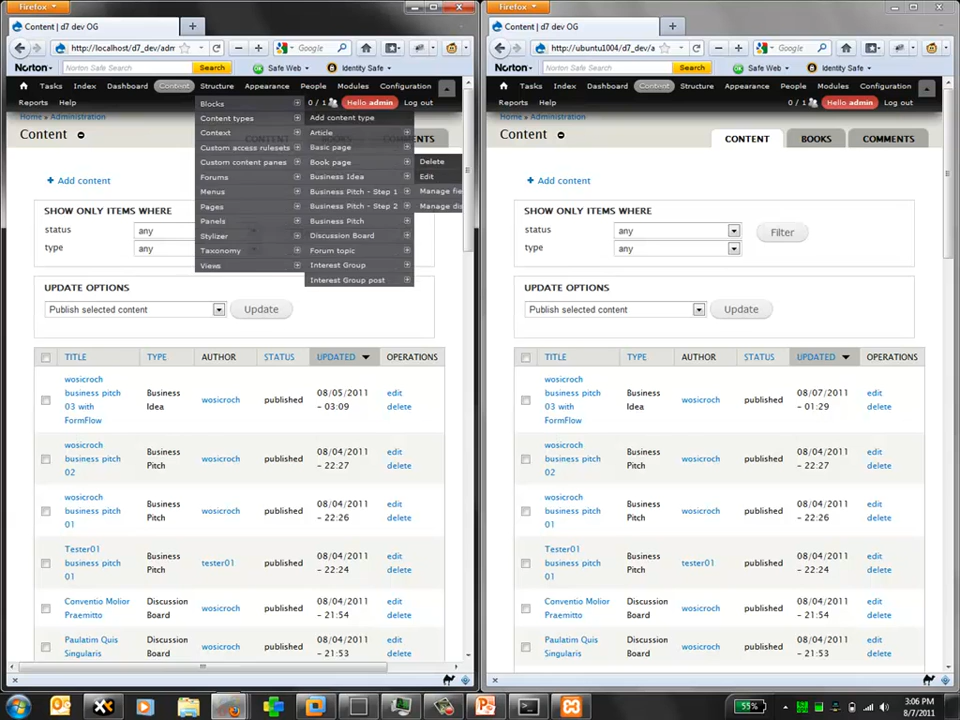 Firefox
Content | d7 dev OG
http://localhost/d7_dev/adm
Google
Norton
Norton Safe Search
Search
Safe Web
Identity Safe
Tasks
Index
Dashboard
Content
Structure
Appearance
People
Modules
Configuration
Reports
Help
0 / 1
Hello admin
Log out
Home » Administration
Content
COMMENTS
Blocks
Content types
Context
Custom access rulesets
Custom content panes
Forums
Menus
Pages
Panels
Stylizer
Taxonomy
Views
Add content type
Article
Basic page
Book page
Business Idea
Business Pitch - Step 1
Business Pitch - Step 2
Business Pitch
Discussion Board
Forum topic
Interest Group
Interest Group post
Delete
Edit
Manage fie
Manage dis
Add content
SHOW ONLY ITEMS WHERE
status
any
type
any
UPDATE OPTIONS
Publish selected content
Update
TITLE TYPE AUTHOR STATUS UPDATED OPERATIONS
wosicroch business pitch 03 with FormFlow Business Idea wosicroch published 08/05/2011 - 03:09 edit delete
wosicroch business pitch 02 Business Pitch wosicroch published 08/04/2011 - 22:27 edit delete
wosicroch business pitch 01 Business Pitch wosicroch published 08/04/2011 - 22:26 edit delete
Tester01 business pitch 01 Business Pitch tester01 published 08/04/2011 - 22:24 edit delete
Conventio Molior Praemitto Discussion Board wosicroch published 08/04/2011 - 21:54 edit delete
Paulatim Quis Singularis Discussion Board wosicroch published 08/04/2011 - 21:53 edit delete
Firefox
Content | d7 dev OG
http://ubuntu1004/d7_dev/a
Google
Norton
Norton Safe Search
Search
Safe Web
Identity Safe
Tasks
Index
Dashboard
Content
Structure
Appearance
People
Modules
Configuration
Reports
Help
0 / 1
Hello admin
Log out
Home » Administration
Content
CONTENT
BOOKS
COMMENTS
Add content
SHOW ONLY ITEMS WHERE
status
any
type
any
Filter
UPDATE OPTIONS
Publish selected content
Update
TITLE TYPE AUTHOR STATUS UPDATED OPERATIONS
wosicroch business pitch 03 with FormFlow Business Idea wosicroch published 08/07/2011 - 01:29 edit delete
wosicroch business pitch 02 Business Pitch wosicroch published 08/04/2011 - 22:27 edit delete
wosicroch business pitch 01 Business Pitch wosicroch published 08/04/2011 - 22:26 edit delete
Tester01 business pitch 01 Business Pitch tester01 published 08/04/2011 - 22:24 edit delete
Conventio Molior Praemitto Discussion Board wosicroch published 08/04/2011 - 21:54 edit delete
Paulatim Quis Singularis Discussion Board wosicroch published 08/04/2011 - 21:53 edit delete
55%
3:06 PM
8/7/2011